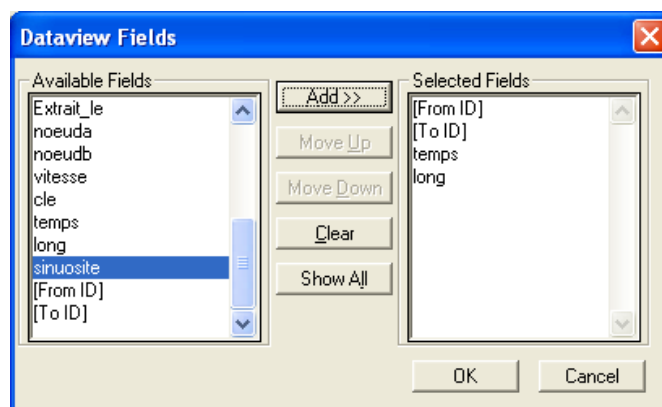 Dataview Fields
Available Fields
Extrait_le
noeuda
noeudb
vitesse
cle
temps
long
sinuosite
[From ID]
[To ID]
Add >>
Move Up
Move Down
Clear
Show All
Selected Fields
[From ID]
[To ID]
temps
long
OK
Cancel